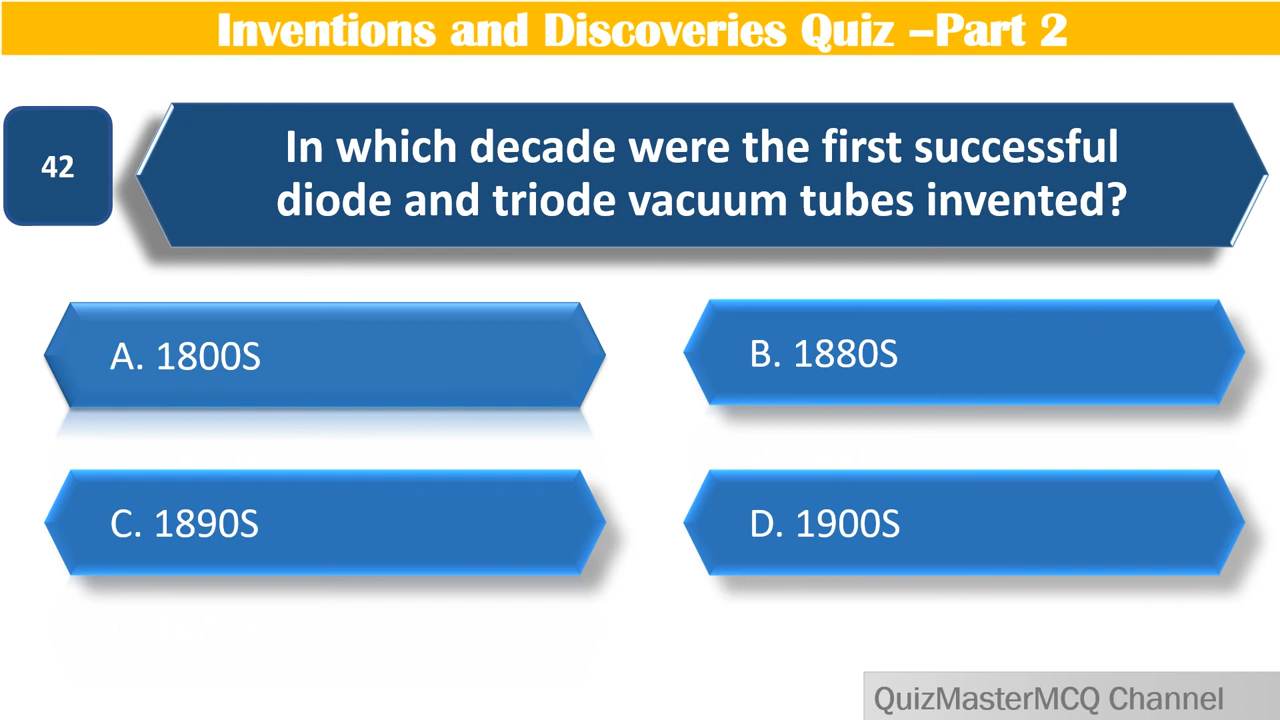 Inventions and Discoveries Quiz –Part 2
42
In which decade were the first successful
diode and triode vacuum tubes invented?
A. 1800S
B. 1880S
C. 1890S
D. 1900S
QuizMasterMCQ Channel